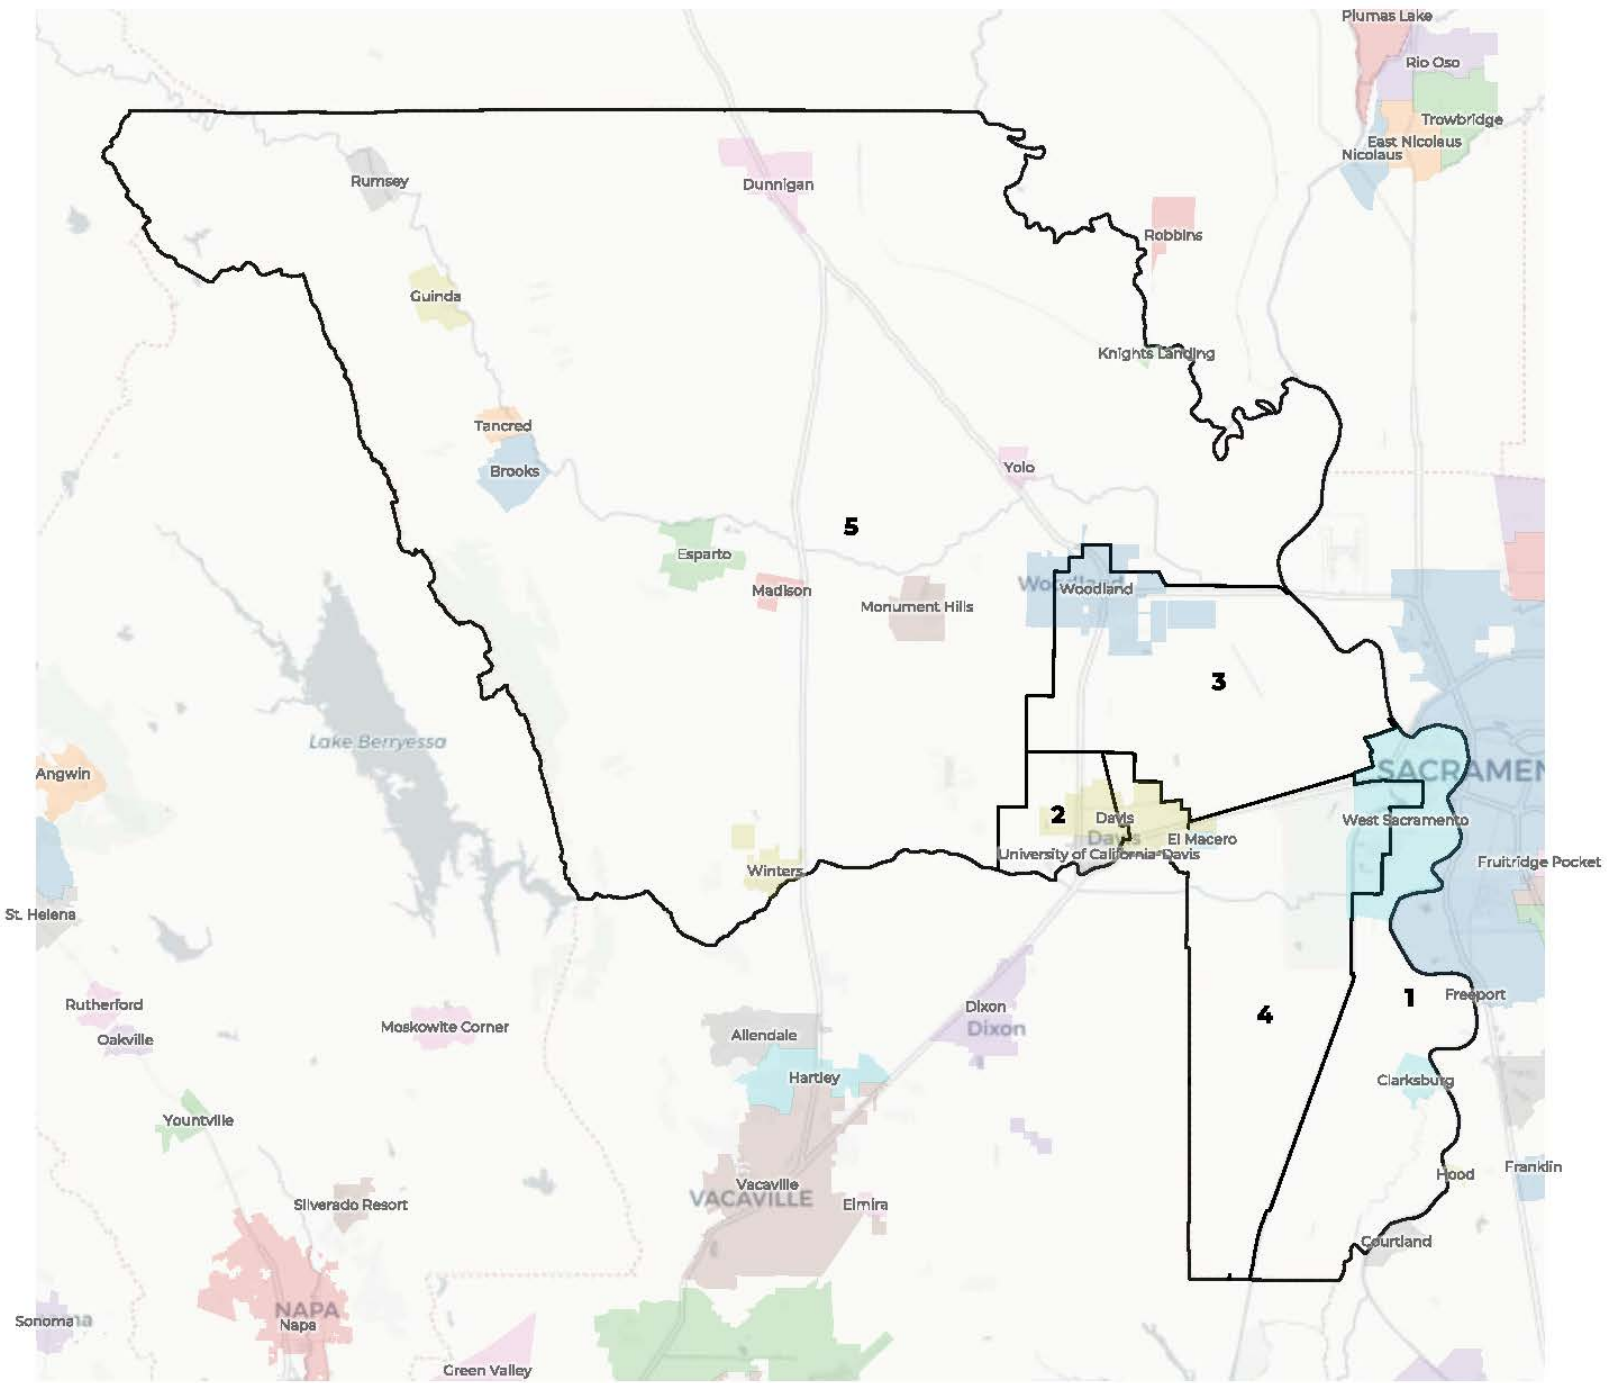 Plumas Lake
Rio Oso
Trowbridge
East Nicolaus
Nicolaus
Rumsey
Dunnigan
Robbins
Guinda
Knights Landing
Tancred
Brooks
Yolo
5
Esparto
Madison
Monument Hills
Woodland
Woodland
3
Lake Berryessa
Angwin
SACRAMEN
2
Davis
Davis
West Sacramento
El Macero
University of California-Davis
Winters
Fruitridge Pocket
St. Helena
Rutherford
Oakville
Moskowite Corner
Allendale
Dixon
Dixon
4
1
Freeport
Hartley
Clarksburg
Yountville
Silverado Resort
Vacaville
VACAVILLE
Elmira
Hood
Franklin
Courtland
NAPA
Napa
Sonoma
Green Valley